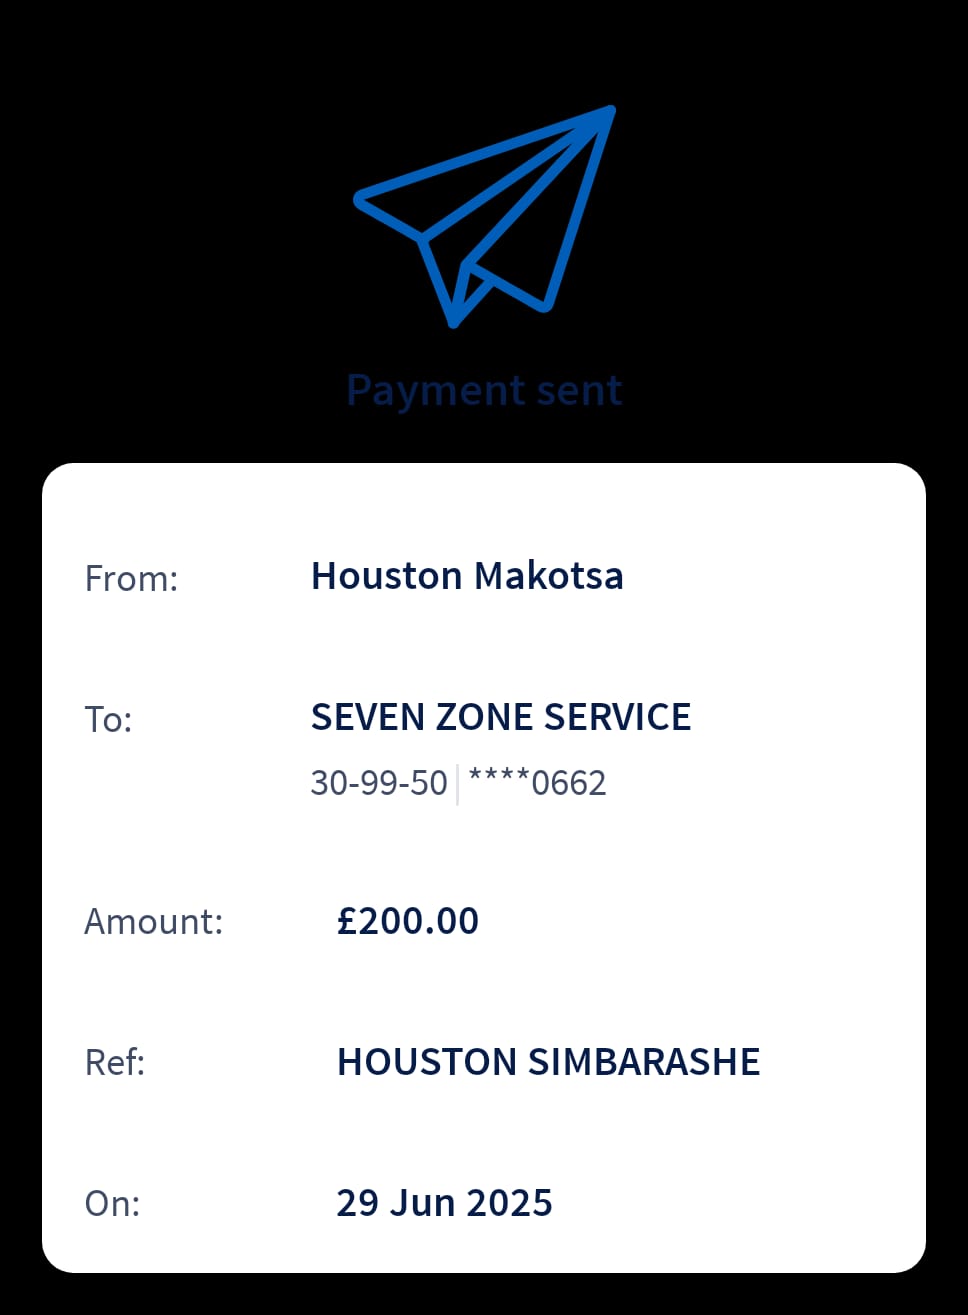 Payment sent
From: Houston Makotsa
To: SEVEN ZONE SERVICE
30-99-50 | ****0662
Amount: £200.00
Ref: HOUSTON SIMBARASHE
On: 29 Jun 2025